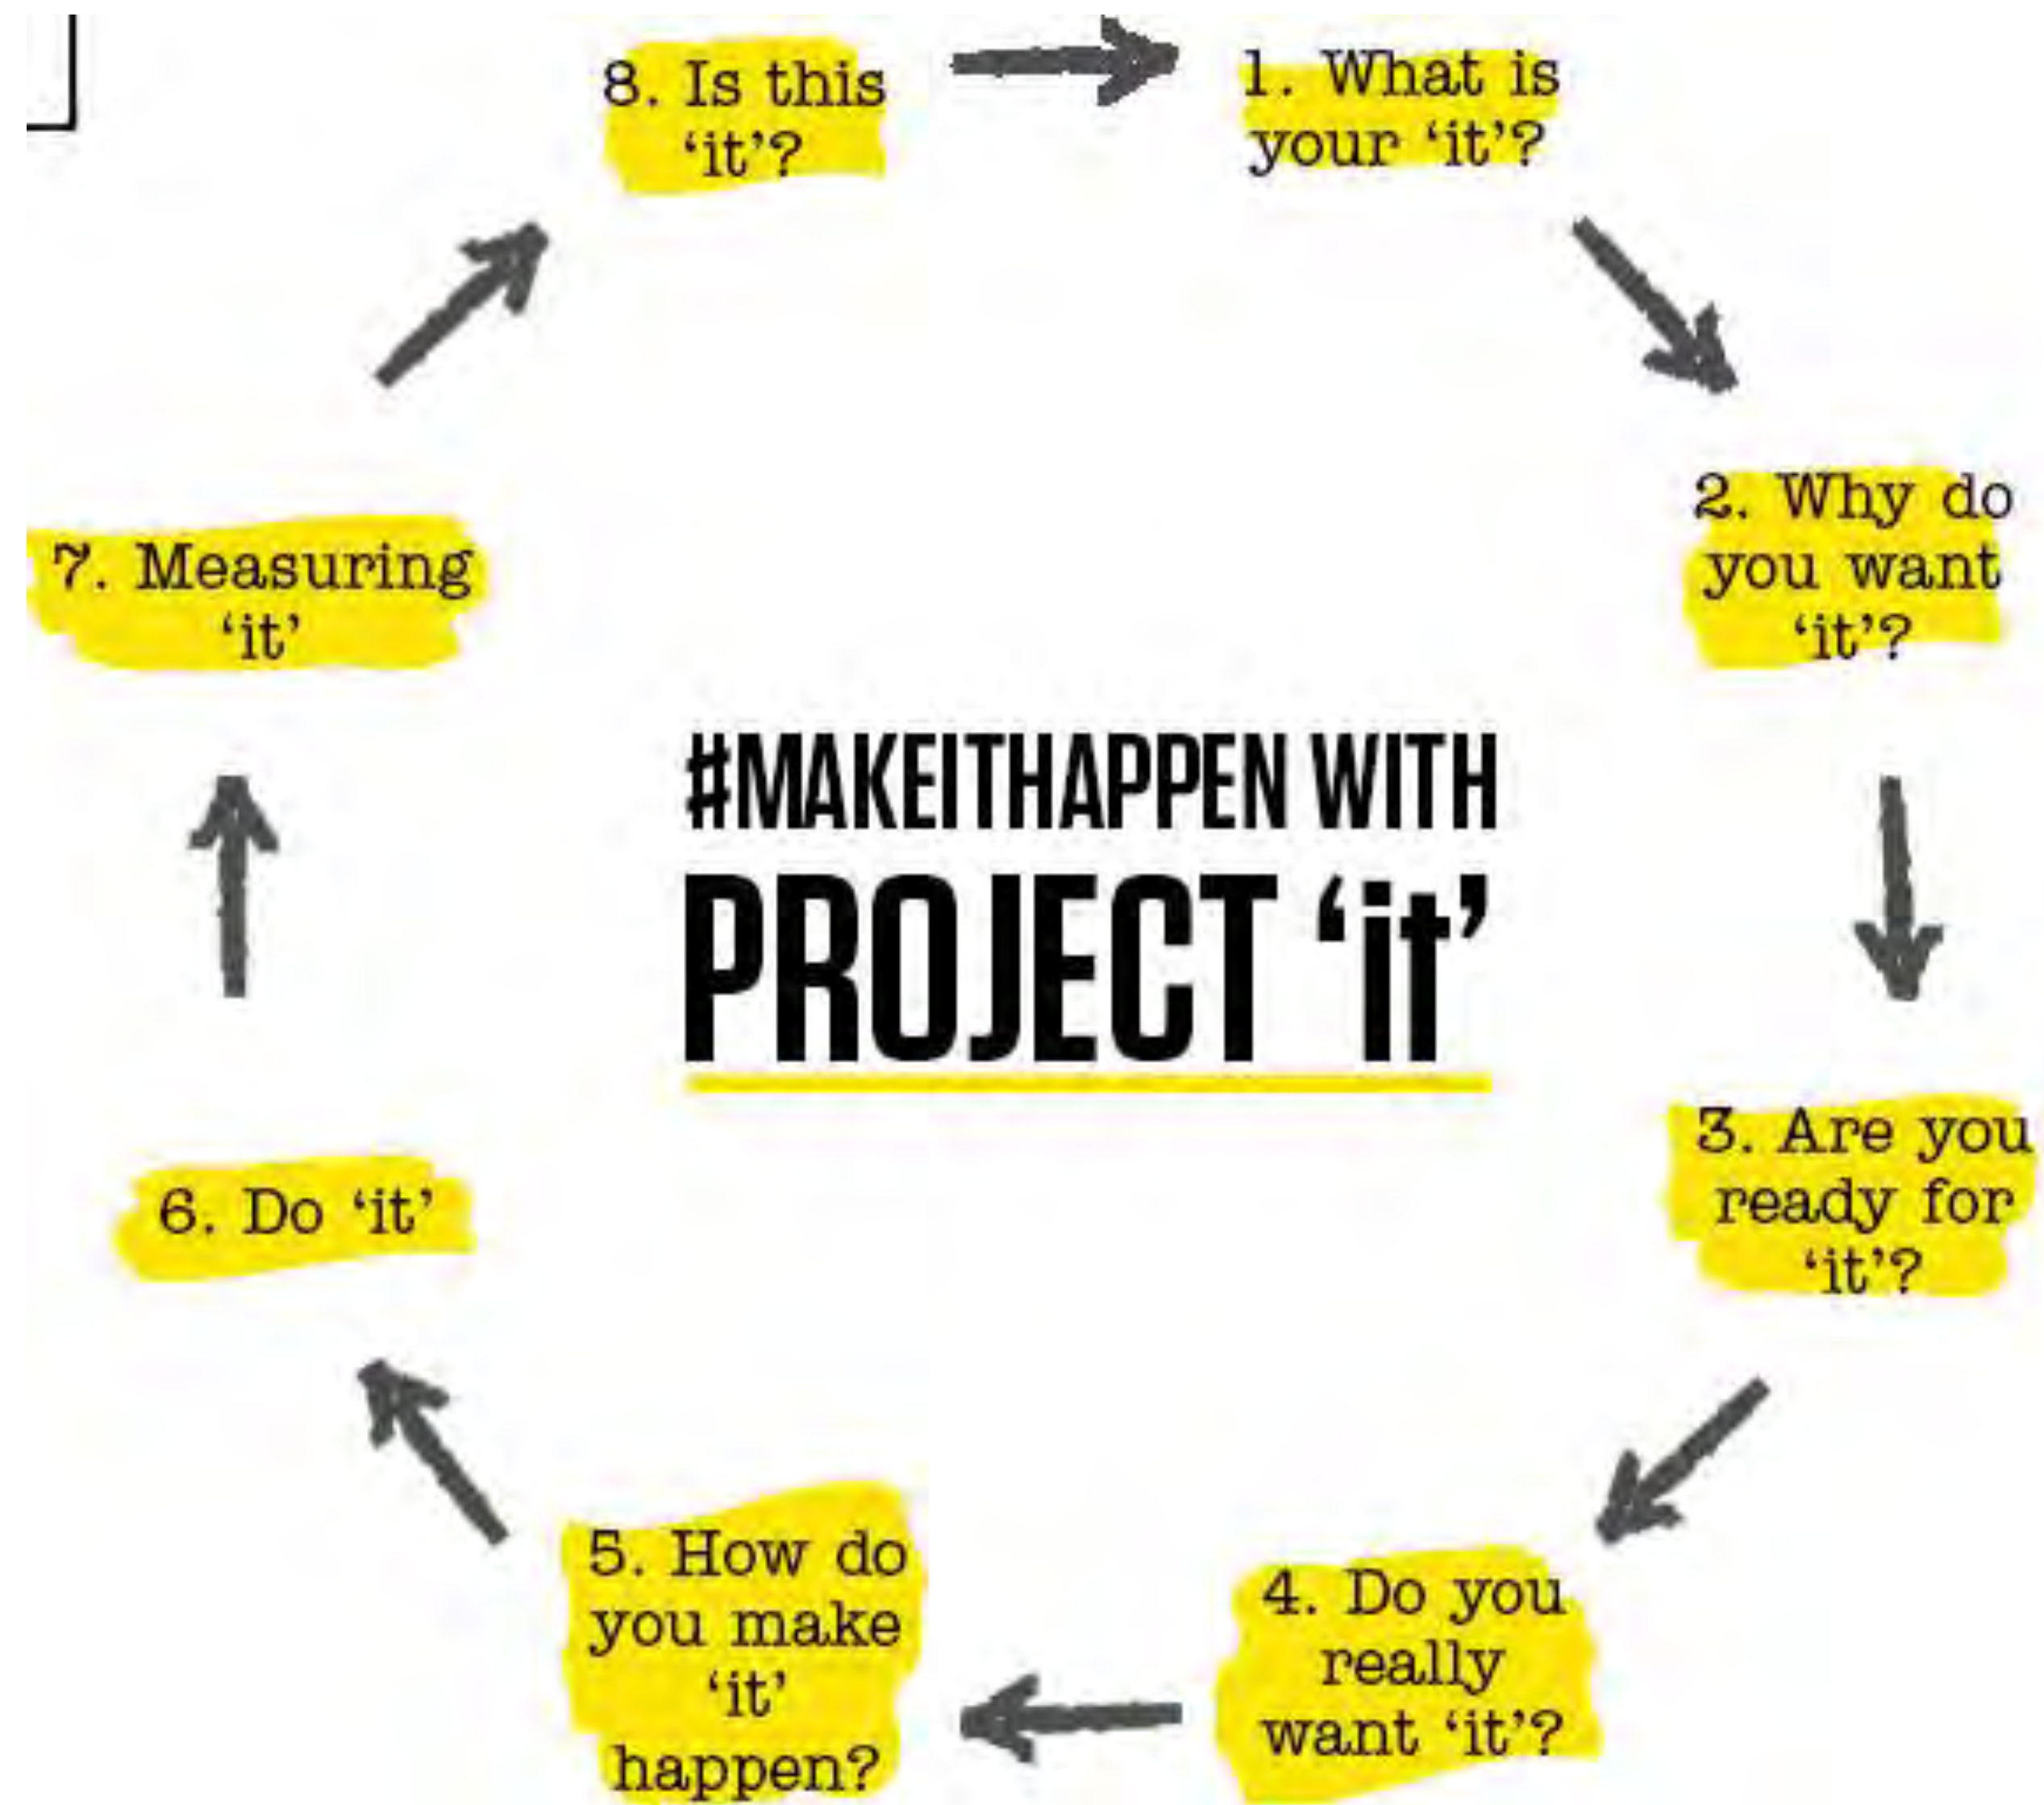 8. Is this
‘it’?
1. What is
your ‘it’?
2. Why do
you want
‘it’?
3. Are you
ready for
‘it’?
4. Do you
really
want ‘it’?
5. How do
you make
‘it’
happen?
6. Do ‘it’
7. Measuring
‘it’
#MAKEITHAPPEN WITH
PROJECT ‘it’